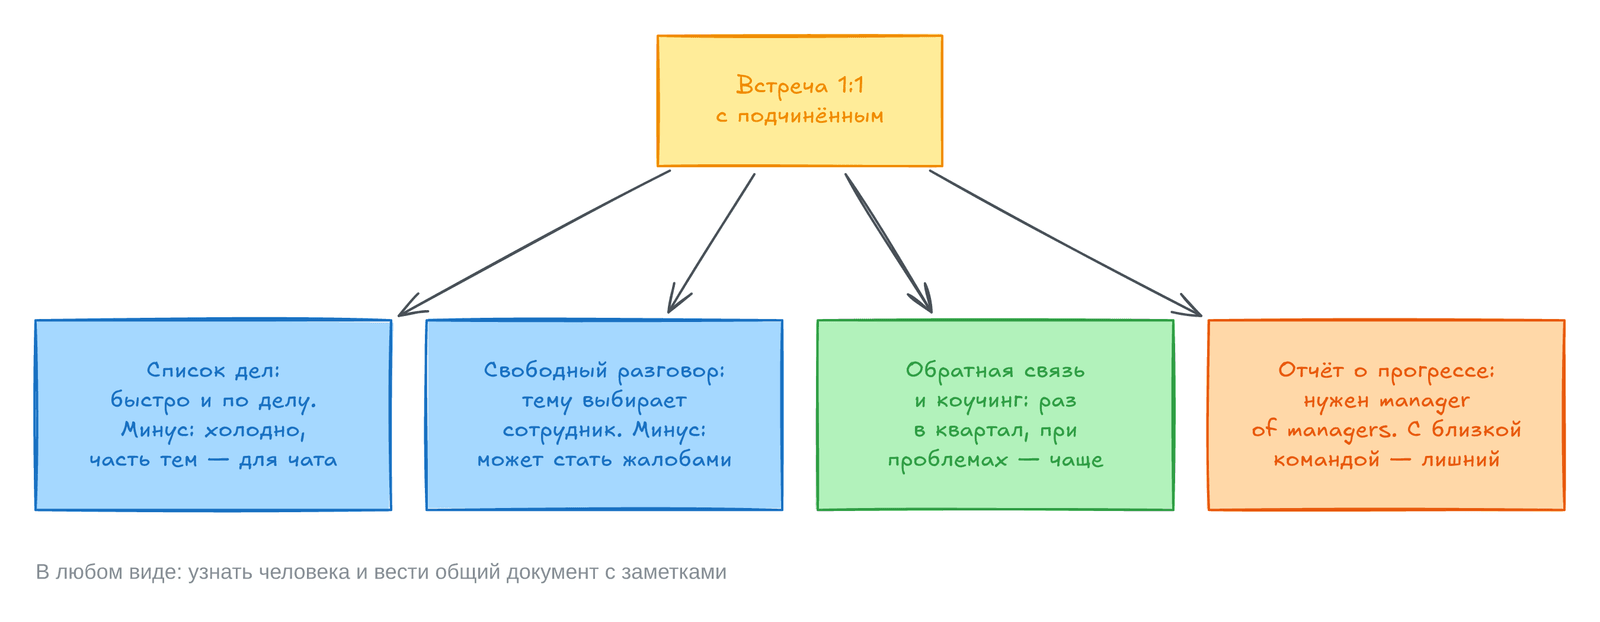 Встреча 1:1
с подчинённым
Список дел:
быстро и по делу.
Минус: холодно,
часть тем — для чата
Свободный разговор:
тему выбирает
сотрудник. Минус:
может стать жалобами
Обратная связь
и коучинг: раз
в квартал, при
проблемах — чаще
Отчёт о прогрессе:
нужен manager
of managers. С близкой
командой — лишний
В любом виде: узнать человека и вести общий документ с заметками